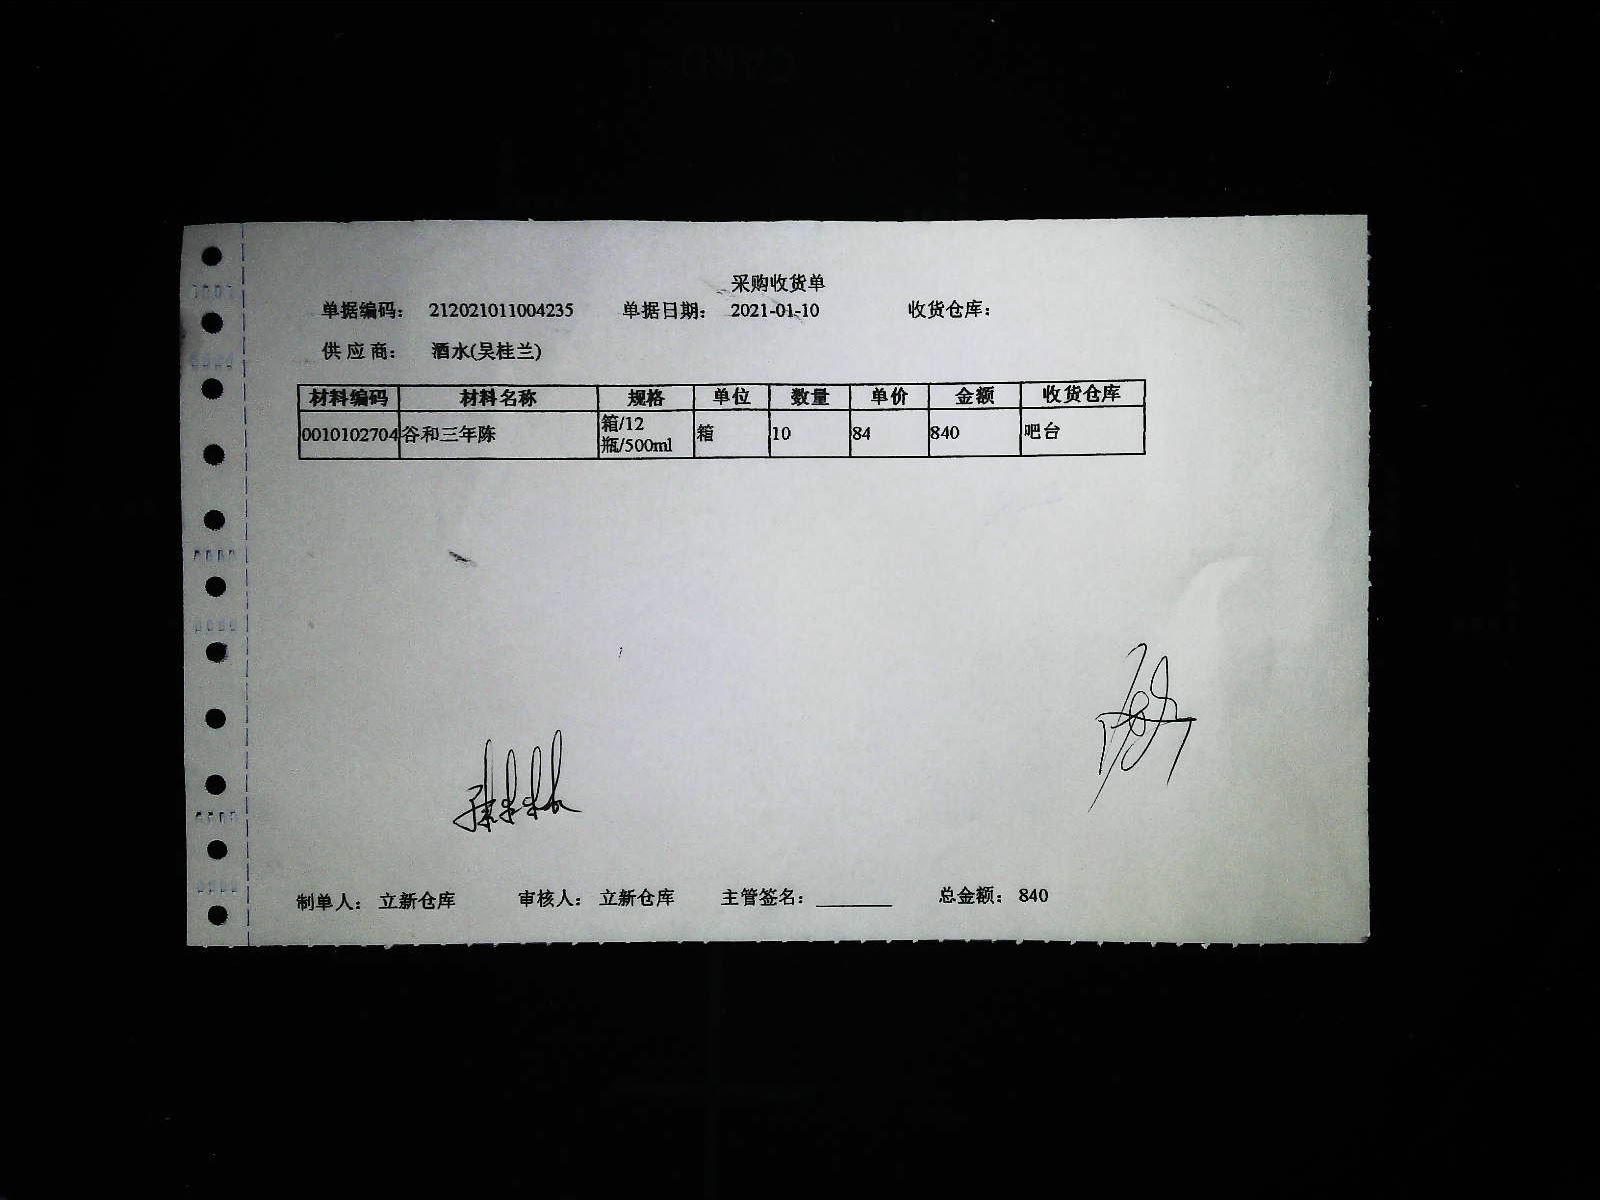 采购收货单
单据编码： 212021011004235 单据日期： 2021-01-10 收货仓库：
供 应 商： 酒水(吴桂兰)
材料编码 材料名称 规格 单位 数量 单价 金额 收货仓库
0010102704 谷和三年陈 箱/12瓶/500ml 箱 10 84 840 吧台
制单人： 立新仓库 审核人： 立新仓库 主管签名：________ 总金额： 840